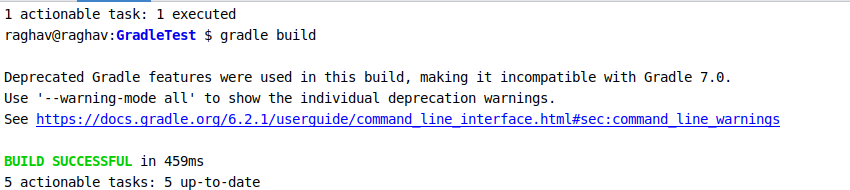 1 actionable task: 1 executed
raghav@raghav:GradleTest $ gradle build
Deprecated Gradle features were used in this build, making it incompatible with Gradle 7.0.
Use '--warning-mode all' to show the individual deprecation warnings.
See https://docs.gradle.org/6.2.1/userguide/command_line_interface.html#sec:command_line_warnings
BUILD SUCCESSFUL in 459ms
5 actionable tasks: 5 up-to-date